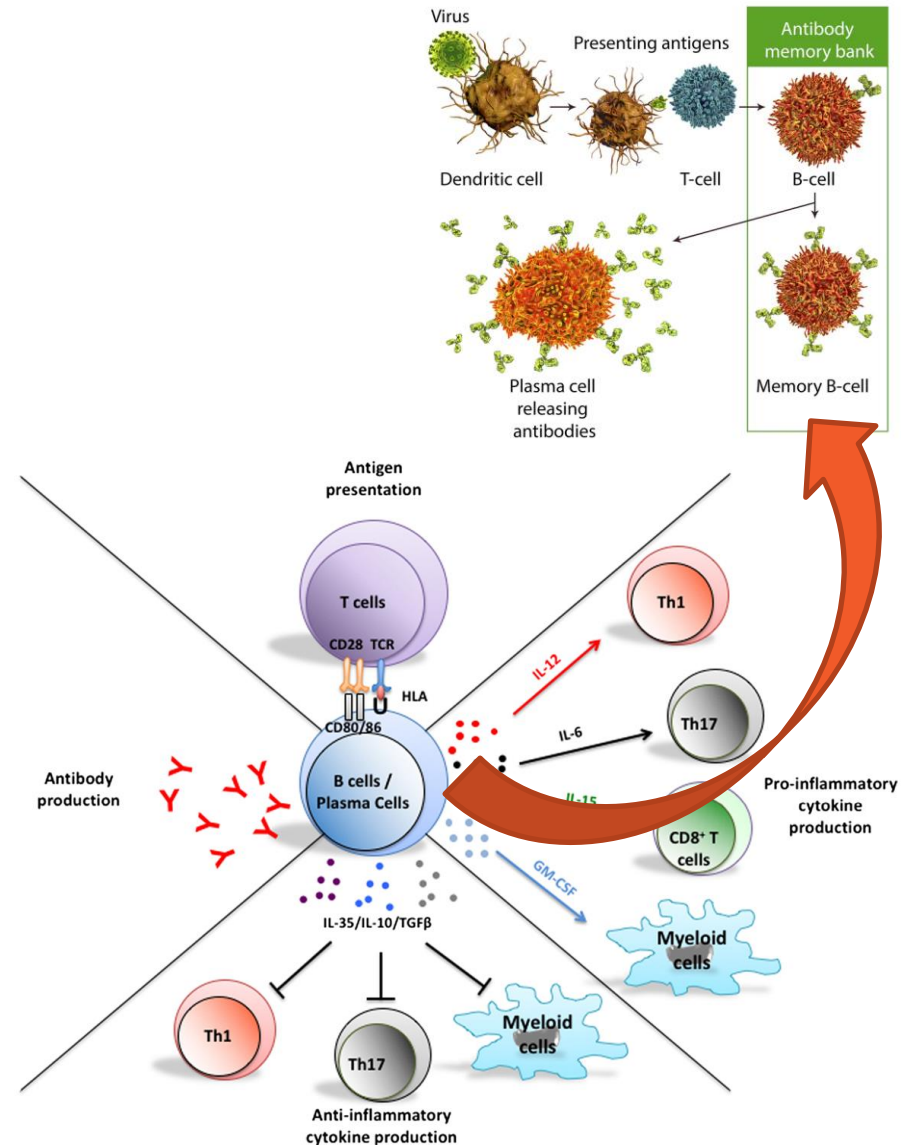 Virus
Presenting antigens
Antibody
memory bank
Dendritic cell
T-cell
B-cell
Plasma cell
releasing
antibodies
Memory B-cell
Antigen
presentation
T cells
CD28 TCR
HLA
CD80/86
B cells /
Plasma Cells
Antibody
production
IL-12
Th1
IL-6
Th17
IL-15
CD8⁺ T
cells
Pro-inflammatory
cytokine
production
GM-CSF
Myeloid
cells
IL-35/IL-10/TGFβ
Th1
Th17
Myeloid
cells
Anti-inflammatory
cytokine production